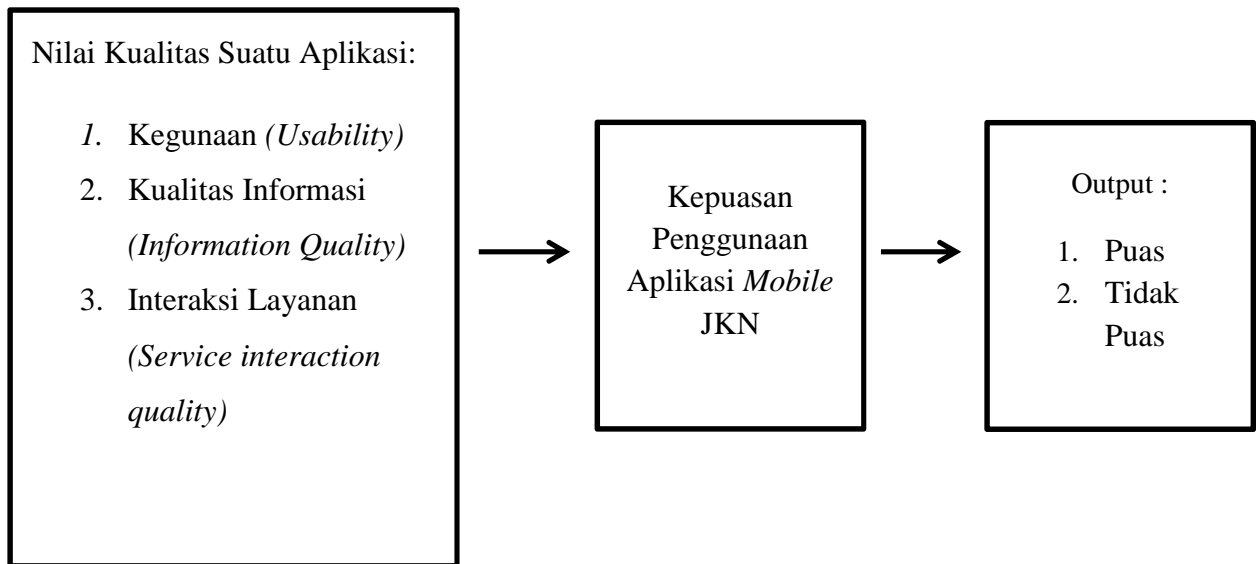 Nilai Kualitas Suatu Aplikasi:
1. Kegunaan (Usability)
2. Kualitas Informasi
(Information Quality)
3. Interaksi Layanan
(Service interaction
quality)
Kepuasan
Penggunaan
Aplikasi Mobile
JKN
Output :
1. Puas
2. Tidak
Puas